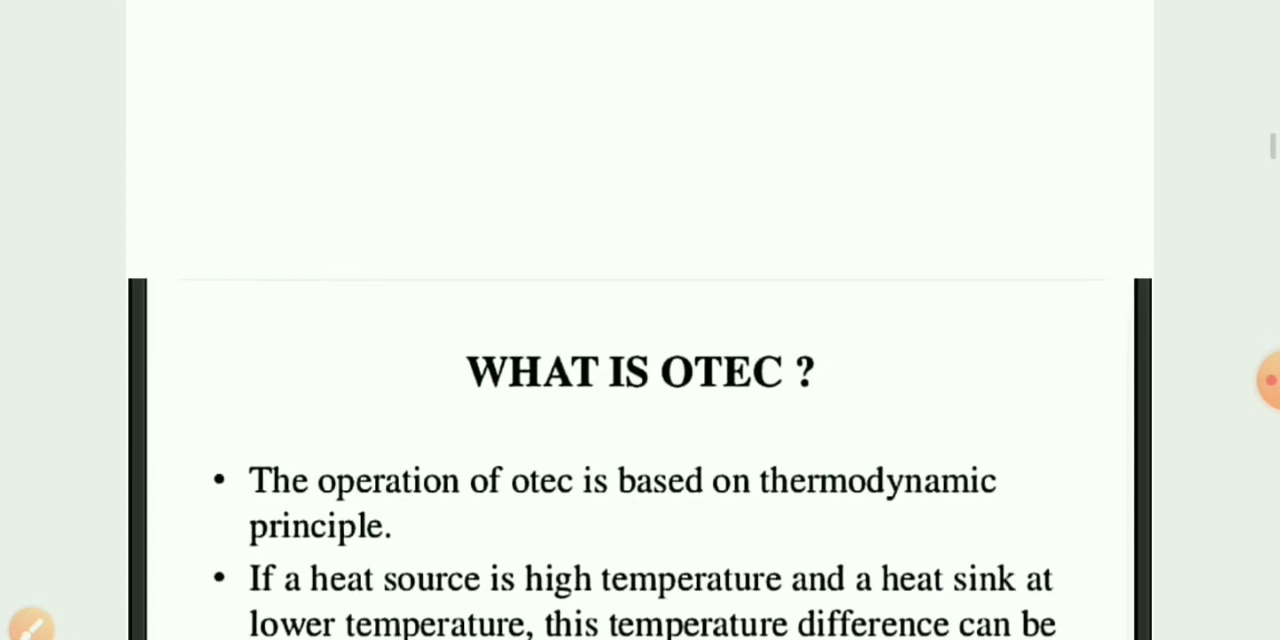 WHAT IS OTEC ?
• The operation of otec is based on thermodynamic
principle.
• If a heat source is high temperature and a heat sink at
lower temperature, this temperature difference can be